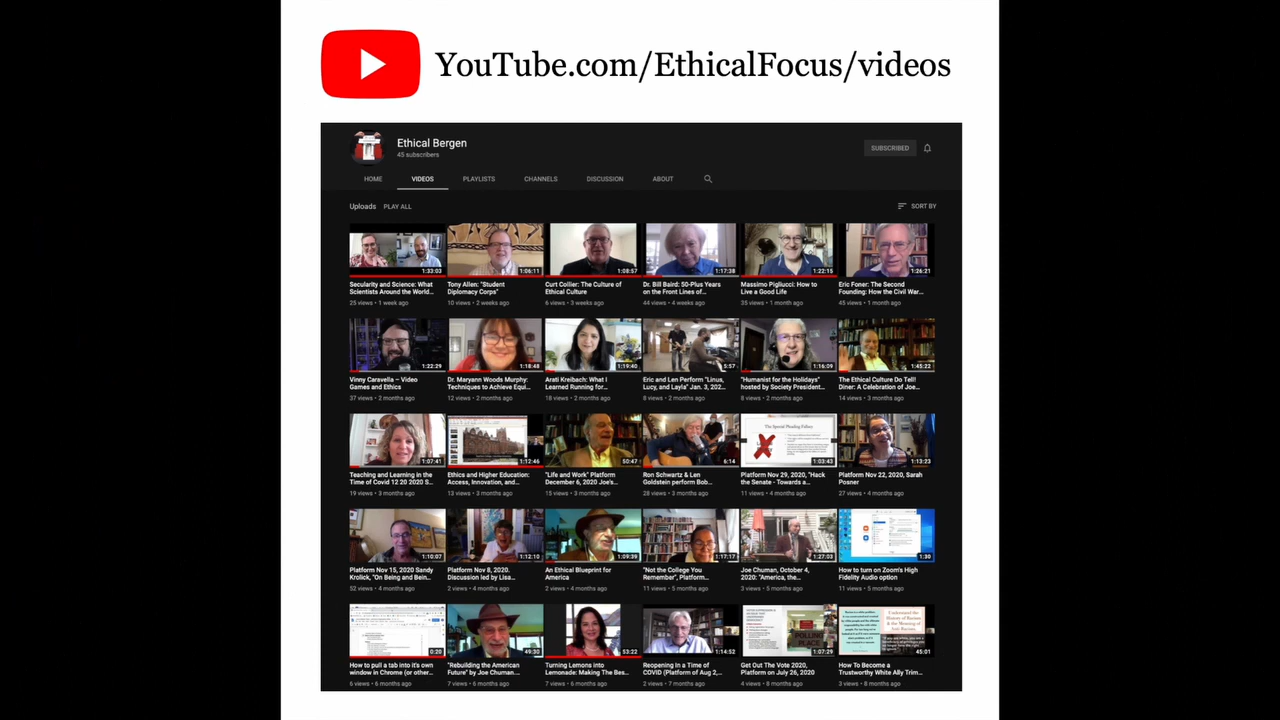 YouTube.com/EthicalFocus/videos
Ethical Bergen
45 subscribers
SUBSCRIBED
HOME VIDEOS PLAYLISTS CHANNELS DISCUSSION ABOUT
Uploads PLAY ALL SORT BY
1:33:03 1:06:11 1:08:57 1:17:38 1:22:15 1:26:21
Secularity and Science: What Scientists Around the World...
25 views • 1 week ago
Tony Allen: "Student Diplomacy Corps"
10 views • 2 weeks ago
Curt Collier: The Culture of Ethical Culture
6 views • 3 weeks ago
Dr. Bill Baird: 50-Plus Years on the Front Lines of...
44 views • 4 weeks ago
Massimo Pigliucci: How to Live a Good Life
35 views • 1 month ago
Eric Foner: The Second Founding: How the Civil War...
45 views • 1 month ago
1:22:29 1:18:48 1:19:40 5:57 1:16:09 1:45:22
Vinny Caravella – Video Games and Ethics
37 views • 2 months ago
Dr. Maryann Woods Murphy: Techniques to Achieve Equi...
12 views • 2 months ago
Arati Kreibach: What I Learned Running for...
18 views • 2 months ago
Eric and Len Perform "Linus, Lucy, and Layla" Jan. 3, 202...
8 views • 2 months ago
"Humanist for the Holidays" hosted by Society President...
8 views • 2 months ago
The Ethical Culture Do Tell! Diner: A Celebration of Joe...
14 views • 3 months ago
1:07:41 1:12:46 50:47 6:14 1:03:43 1:13:23
The Special Pleading Fallacy
Teaching and Learning in the Time of Covid 12 20 2020 S...
19 views • 3 months ago
Ethics and Higher Education: Access, Innovation, and...
13 views • 3 months ago
"Life and Work" Platform December 6, 2020 Joe's...
15 views • 3 months ago
Ron Schwartz & Len Goldstein perform Bob...
28 views • 3 months ago
Platform Nov 29, 2020, "Hack the Senate - Towards a...
11 views • 4 months ago
Platform Nov 22, 2020, Sarah Posner
27 views • 4 months ago
1:10:07 1:12:10 1:09:39 1:17:17 1:27:03 1:30
Platform Nov 15, 2020 Sandy Krolick, "On Being and Bein...
52 views • 4 months ago
Platform Nov 8, 2020. Discussion led by Lisa...
2 views • 4 months ago
An Ethical Blueprint for America
2 views • 4 months ago
"Not the College You Remember", Platform...
11 views • 5 months ago
Joe Chuman, October 4, 2020: "America, the...
3 views • 5 months ago
How to turn on Zoom's High Fidelity Audio option
11 views • 5 months ago
0:20 49:30 53:22 1:14:52 1:07:29 45:01
How to pull a tab into it's own window in Chrome (or other...
6 views • 6 months ago
"Rebuilding the American Future" by Joe Chuman.
7 views • 6 months ago
Turning Lemons into Lemonade: Making The Bes...
7 views • 6 months ago
Reopening In a Time of COVID (Platform of Aug 2,...
2 views • 7 months ago
Get Out The Vote 2020, Platform on July 26, 2020
4 views • 8 months ago
How To Become a Trustworthy White Ally Trim...
3 views • 8 months ago